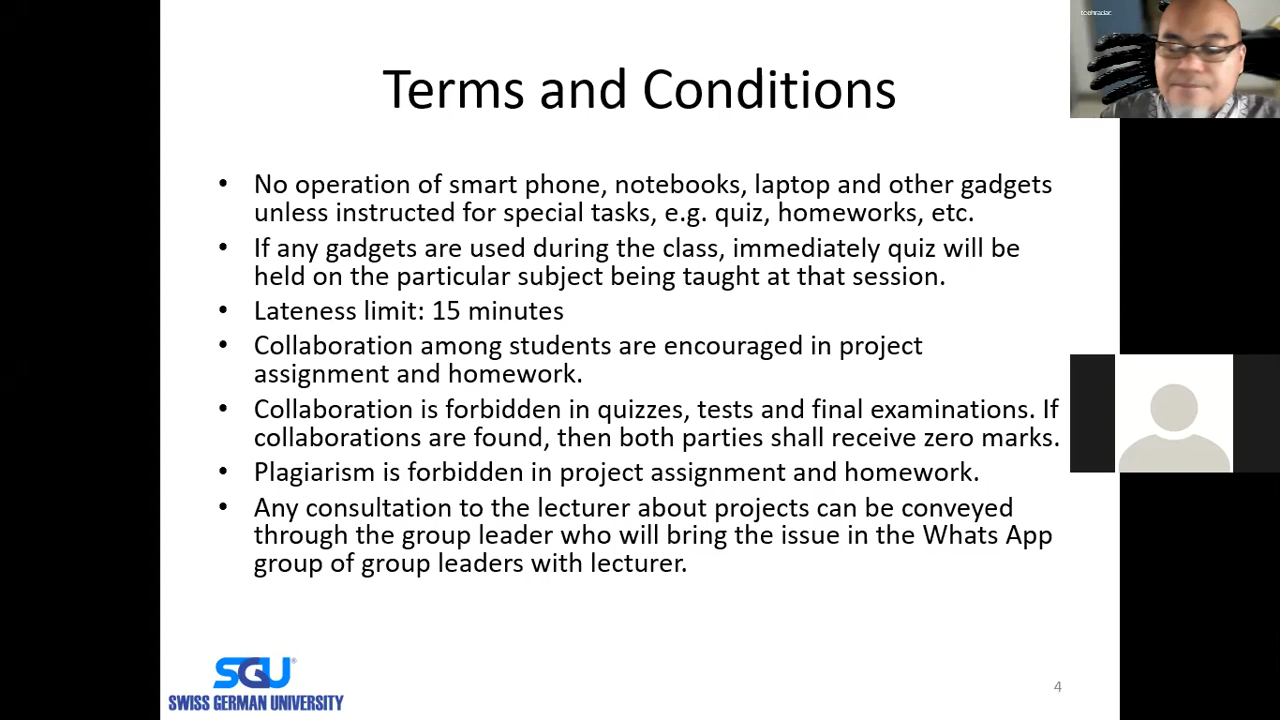 techradar.
Terms and Conditions
• No operation of smart phone, notebooks, laptop and other gadgets
unless instructed for special tasks, e.g. quiz, homeworks, etc.
• If any gadgets are used during the class, immediately quiz will be
held on the particular subject being taught at that session.
• Lateness limit: 15 minutes
• Collaboration among students are encouraged in project
assignment and homework.
• Collaboration is forbidden in quizzes, tests and final examinations. If
collaborations are found, then both parties shall receive zero marks.
• Plagiarism is forbidden in project assignment and homework.
• Any consultation to the lecturer about projects can be conveyed
through the group leader who will bring the issue in the Whats App
group of group leaders with lecturer.
SGU®
SWISS GERMAN UNIVERSITY
4